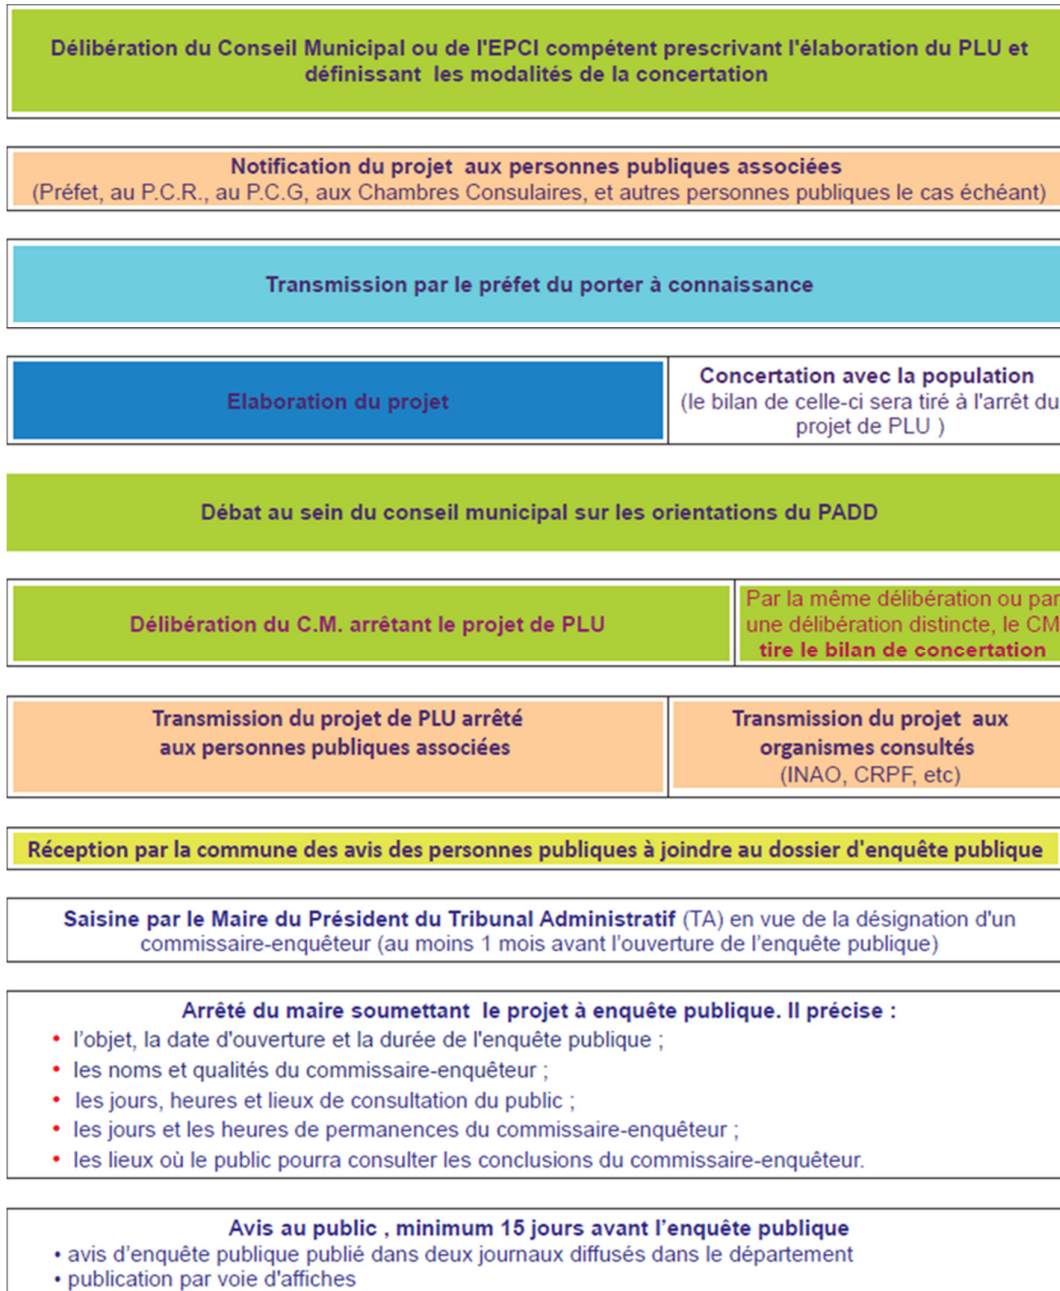 Délibération du Conseil Municipal ou de l'EPCI compétent prescrivant l'élaboration du PLU et
définissant les modalités de la concertation
Notification du projet aux personnes publiques associées
(Préfet, au P.C.R., au P.C.G, aux Chambres Consulaires, et autres personnes publiques le cas échéant)
Transmission par le préfet du porter à connaissance
Elaboration du projet
Concertation avec la population
(le bilan de celle-ci sera tiré à l'arrêt du
projet de PLU )
Débat au sein du conseil municipal sur les orientations du PADD
Délibération du C.M. arrêtant le projet de PLU
Par la même délibération ou par
une délibération distincte, le CM
tire le bilan de concertation
Transmission du projet de PLU arrêté
aux personnes publiques associées
Transmission du projet aux
organismes consultés
(INAO, CRPF, etc)
Réception par la commune des avis des personnes publiques à joindre au dossier d'enquête publique
Saisine par le Maire du Président du Tribunal Administratif (TA) en vue de la désignation d'un
commissaire-enquêteur (au moins 1 mois avant l’ouverture de l’enquête publique)
Arrêté du maire soumettant le projet à enquête publique. Il précise :
• l’objet, la date d'ouverture et la durée de l'enquête publique ;
• les noms et qualités du commissaire-enquêteur ;
• les jours, heures et lieux de consultation du public ;
• les jours et les heures de permanences du commissaire-enquêteur ;
• les lieux où le public pourra consulter les conclusions du commissaire-enquêteur.
Avis au public , minimum 15 jours avant l’enquête publique
• avis d’enquête publique publié dans deux journaux diffusés dans le département
• publication par voie d'affiches